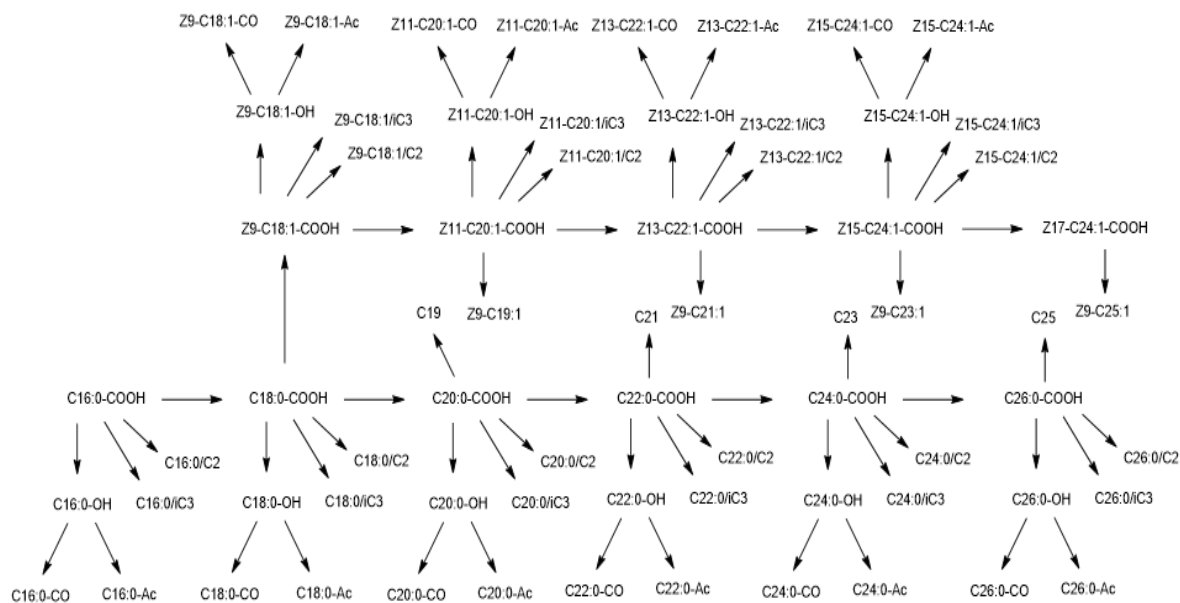 Z9-C18:1-CO Z9-C18:1-Ac Z11-C20:1-CO Z11-C20:1-Ac Z13-C22:1-CO Z13-C22:1-Ac Z15-C24:1-CO Z15-C24:1-Ac
Z9-C18:1-OH Z11-C20:1-OH Z13-C22:1-OH Z15-C24:1-OH
Z9-C18:1/iC3 Z11-C20:1/iC3 Z13-C22:1/iC3 Z15-C24:1/iC3
Z9-C18:1/C2 Z11-C20:1/C2 Z13-C22:1/C2 Z15-C24:1/C2
Z9-C18:1-COOH Z11-C20:1-COOH Z13-C22:1-COOH Z15-C24:1-COOH Z17-C24:1-COOH
C19 Z9-C19:1 C21 Z9-C21:1 C23 Z9-C23:1 C25 Z9-C25:1
C16:0-COOH C18:0-COOH C20:0-COOH C22:0-COOH C24:0-COOH C26:0-COOH
C16:0/C2 C18:0/C2 C20:0/C2 C22:0/C2 C24:0/C2 C26:0/C2
C16:0-OH C16:0/iC3 C18:0-OH C18:0/iC3 C20:0-OH C20:0/iC3 C22:0-OH C22:0/iC3 C24:0-OH C24:0/iC3 C26:0-OH C26:0/iC3
C16:0-CO C16:0-Ac C18:0-CO C18:0-Ac C20:0-CO C20:0-Ac C22:0-CO C22:0-Ac C24:0-CO C24:0-Ac C26:0-CO C26:0-Ac